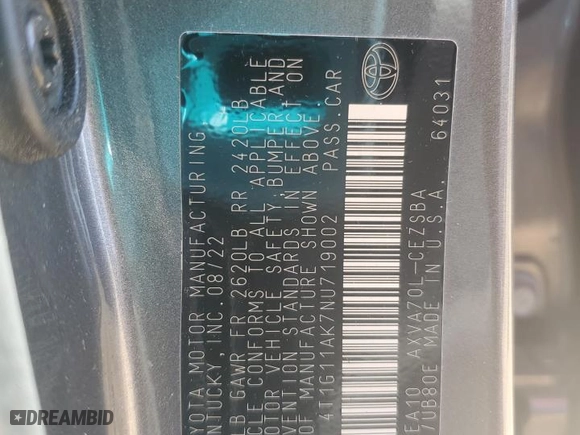 YOTA MOTOR MANUFACTURING,
NTUCKY, INC. 08/22
B GAWR FR 2620LB RR 2420LB
CLE CONFORMS TO ALL APPLICABLE
OTOR VEHICLE SAFETY, BUMPER, AND
VENTION STANDARDS IN EFFECT ON
OF MANUFACTURE SHOWN ABOVE.
4T1G11AK7NU719002 PASS.CAR
EA10 AXVA70L-CEZSBA
/UB80E MADE IN U.S.A.
64031
TOYOTA
DREAMBID